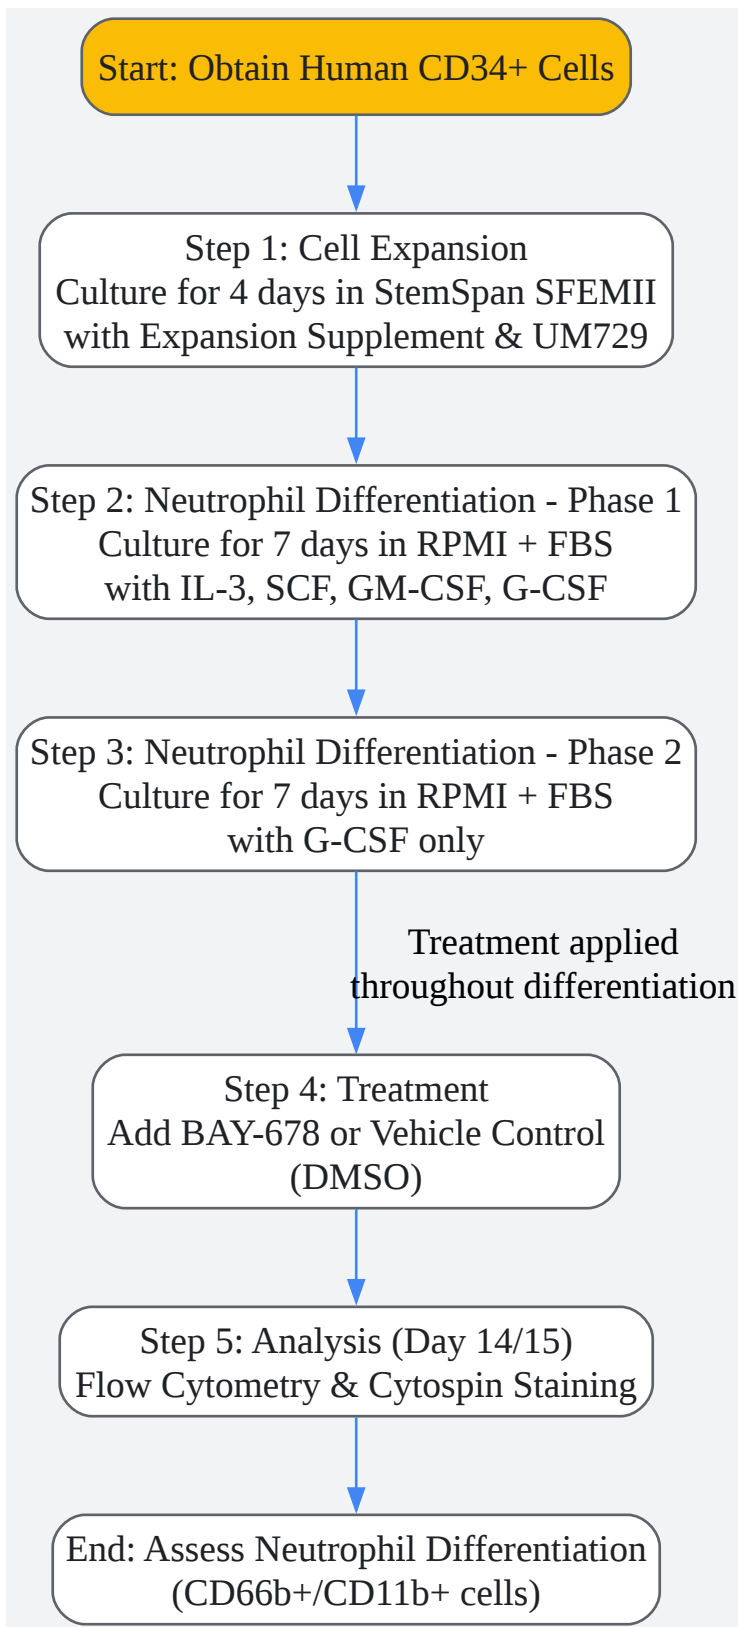 Start: Obtain Human CD34+ Cells
Step 1: Cell Expansion
Culture for 4 days in StemSpan SFEMII
with Expansion Supplement & UM729
Step 2: Neutrophil Differentiation - Phase 1
Culture for 7 days in RPMI + FBS
with IL-3, SCF, GM-CSF, G-CSF
Step 3: Neutrophil Differentiation - Phase 2
Culture for 7 days in RPMI + FBS
with G-CSF only
Treatment applied
throughout differentiation
Step 4: Treatment
Add BAY-678 or Vehicle Control
(DMSO)
Step 5: Analysis (Day 14/15)
Flow Cytometry & Cytospin Staining
End: Assess Neutrophil Differentiation
(CD66b+/CD11b+ cells)